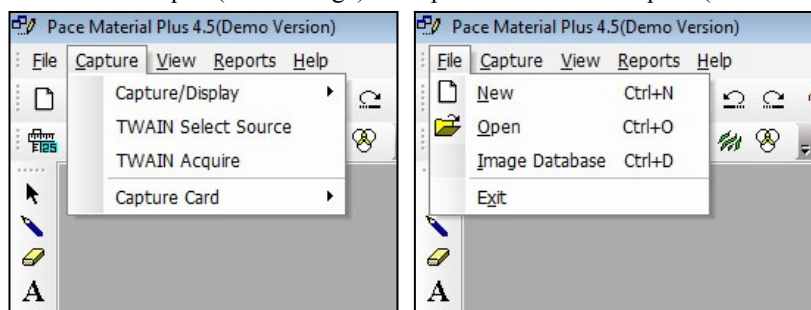 Pace Material Plus 4.5(Demo Version)
File Capture View Reports Help
Capture/Display
TWAIN Select Source
TWAIN Acquire
Capture Card
A
Pace Material Plus 4.5(Demo Version)
File Capture View Reports Help
New Ctrl+N
Open Ctrl+O
Image Database Ctrl+D
Exit
A